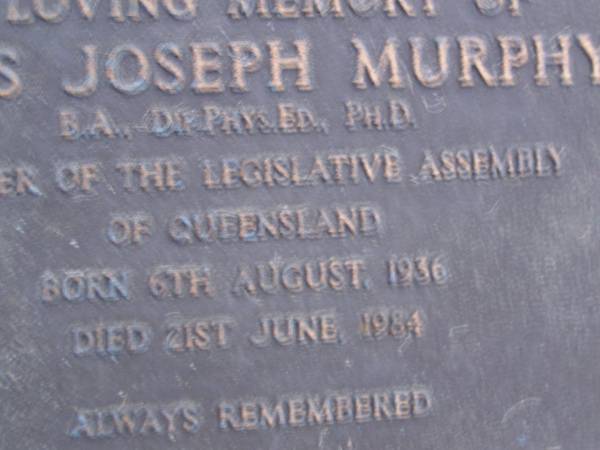 LOVING MEMORY OF
S JOSEPH MURPHY
B.A., DIP.PHYS.ED., PH.D.
ER OF THE LEGISLATIVE ASSEMBLY
OF QUEENSLAND
BORN 6TH AUGUST, 1936
DIED 21ST JUNE, 1984
ALWAYS REMEMBERED